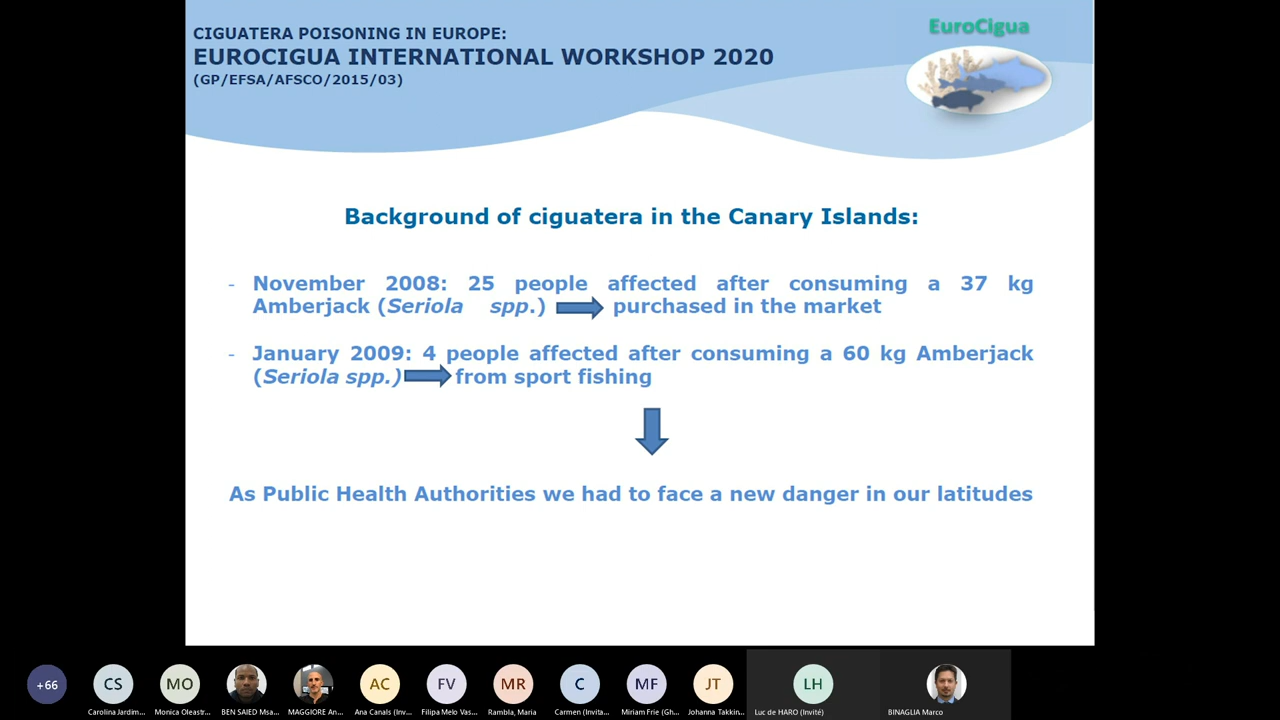 CIGUATERA POISONING IN EUROPE:
EUROCIGUA INTERNATIONAL WORKSHOP 2020
(GP/EFSA/AFSCO/2015/03)
EuroCigua
Background of ciguatera in the Canary Islands:
- November 2008: 25 people affected after consuming a 37 kg
Amberjack (Seriola spp.) purchased in the market
- January 2009: 4 people affected after consuming a 60 kg Amberjack
(Seriola spp.) from sport fishing
As Public Health Authorities we had to face a new danger in our latitudes
+66 CS MO AC FV MR C MF JT LH
Carolina Jardim... Monica Oleastr... BEN SAIED Msa... MAGGIORE An... Ana Canals (Inv... Filipa Melo Vas... Rambla, Maria Carmen (Invita... Miriam Frie (Gh... Johanna Takkin... Luc de HARO (Invité) BINAGLIA Marco